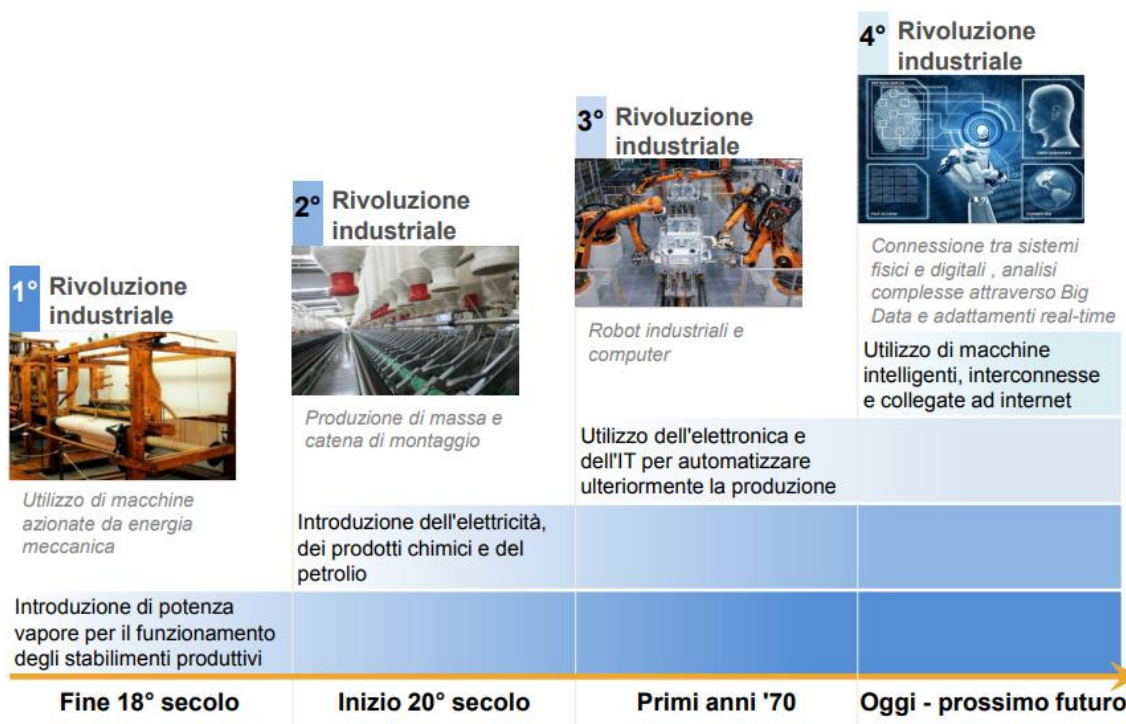 1° Rivoluzione
industriale
Utilizzo di macchine
azionate da energia
meccanica
Introduzione di potenza
vapore per il funzionamento
degli stabilimenti produttivi
Fine 18° secolo
2° Rivoluzione
industriale
Produzione di massa e
catena di montaggio
Introduzione dell'elettricità,
dei prodotti chimici e del
petrolio
Inizio 20° secolo
3° Rivoluzione
industriale
Robot industriali e
computer
Utilizzo dell'elettronica e
dell'IT per automatizzare
ulteriormente la produzione
Primi anni '70
4° Rivoluzione
industriale
Connessione tra sistemi
fisici e digitali , analisi
complesse attraverso Big
Data e adattamenti real-time
Utilizzo di macchine
intelligenti, interconnesse
e collegate ad internet
Oggi - prossimo futuro